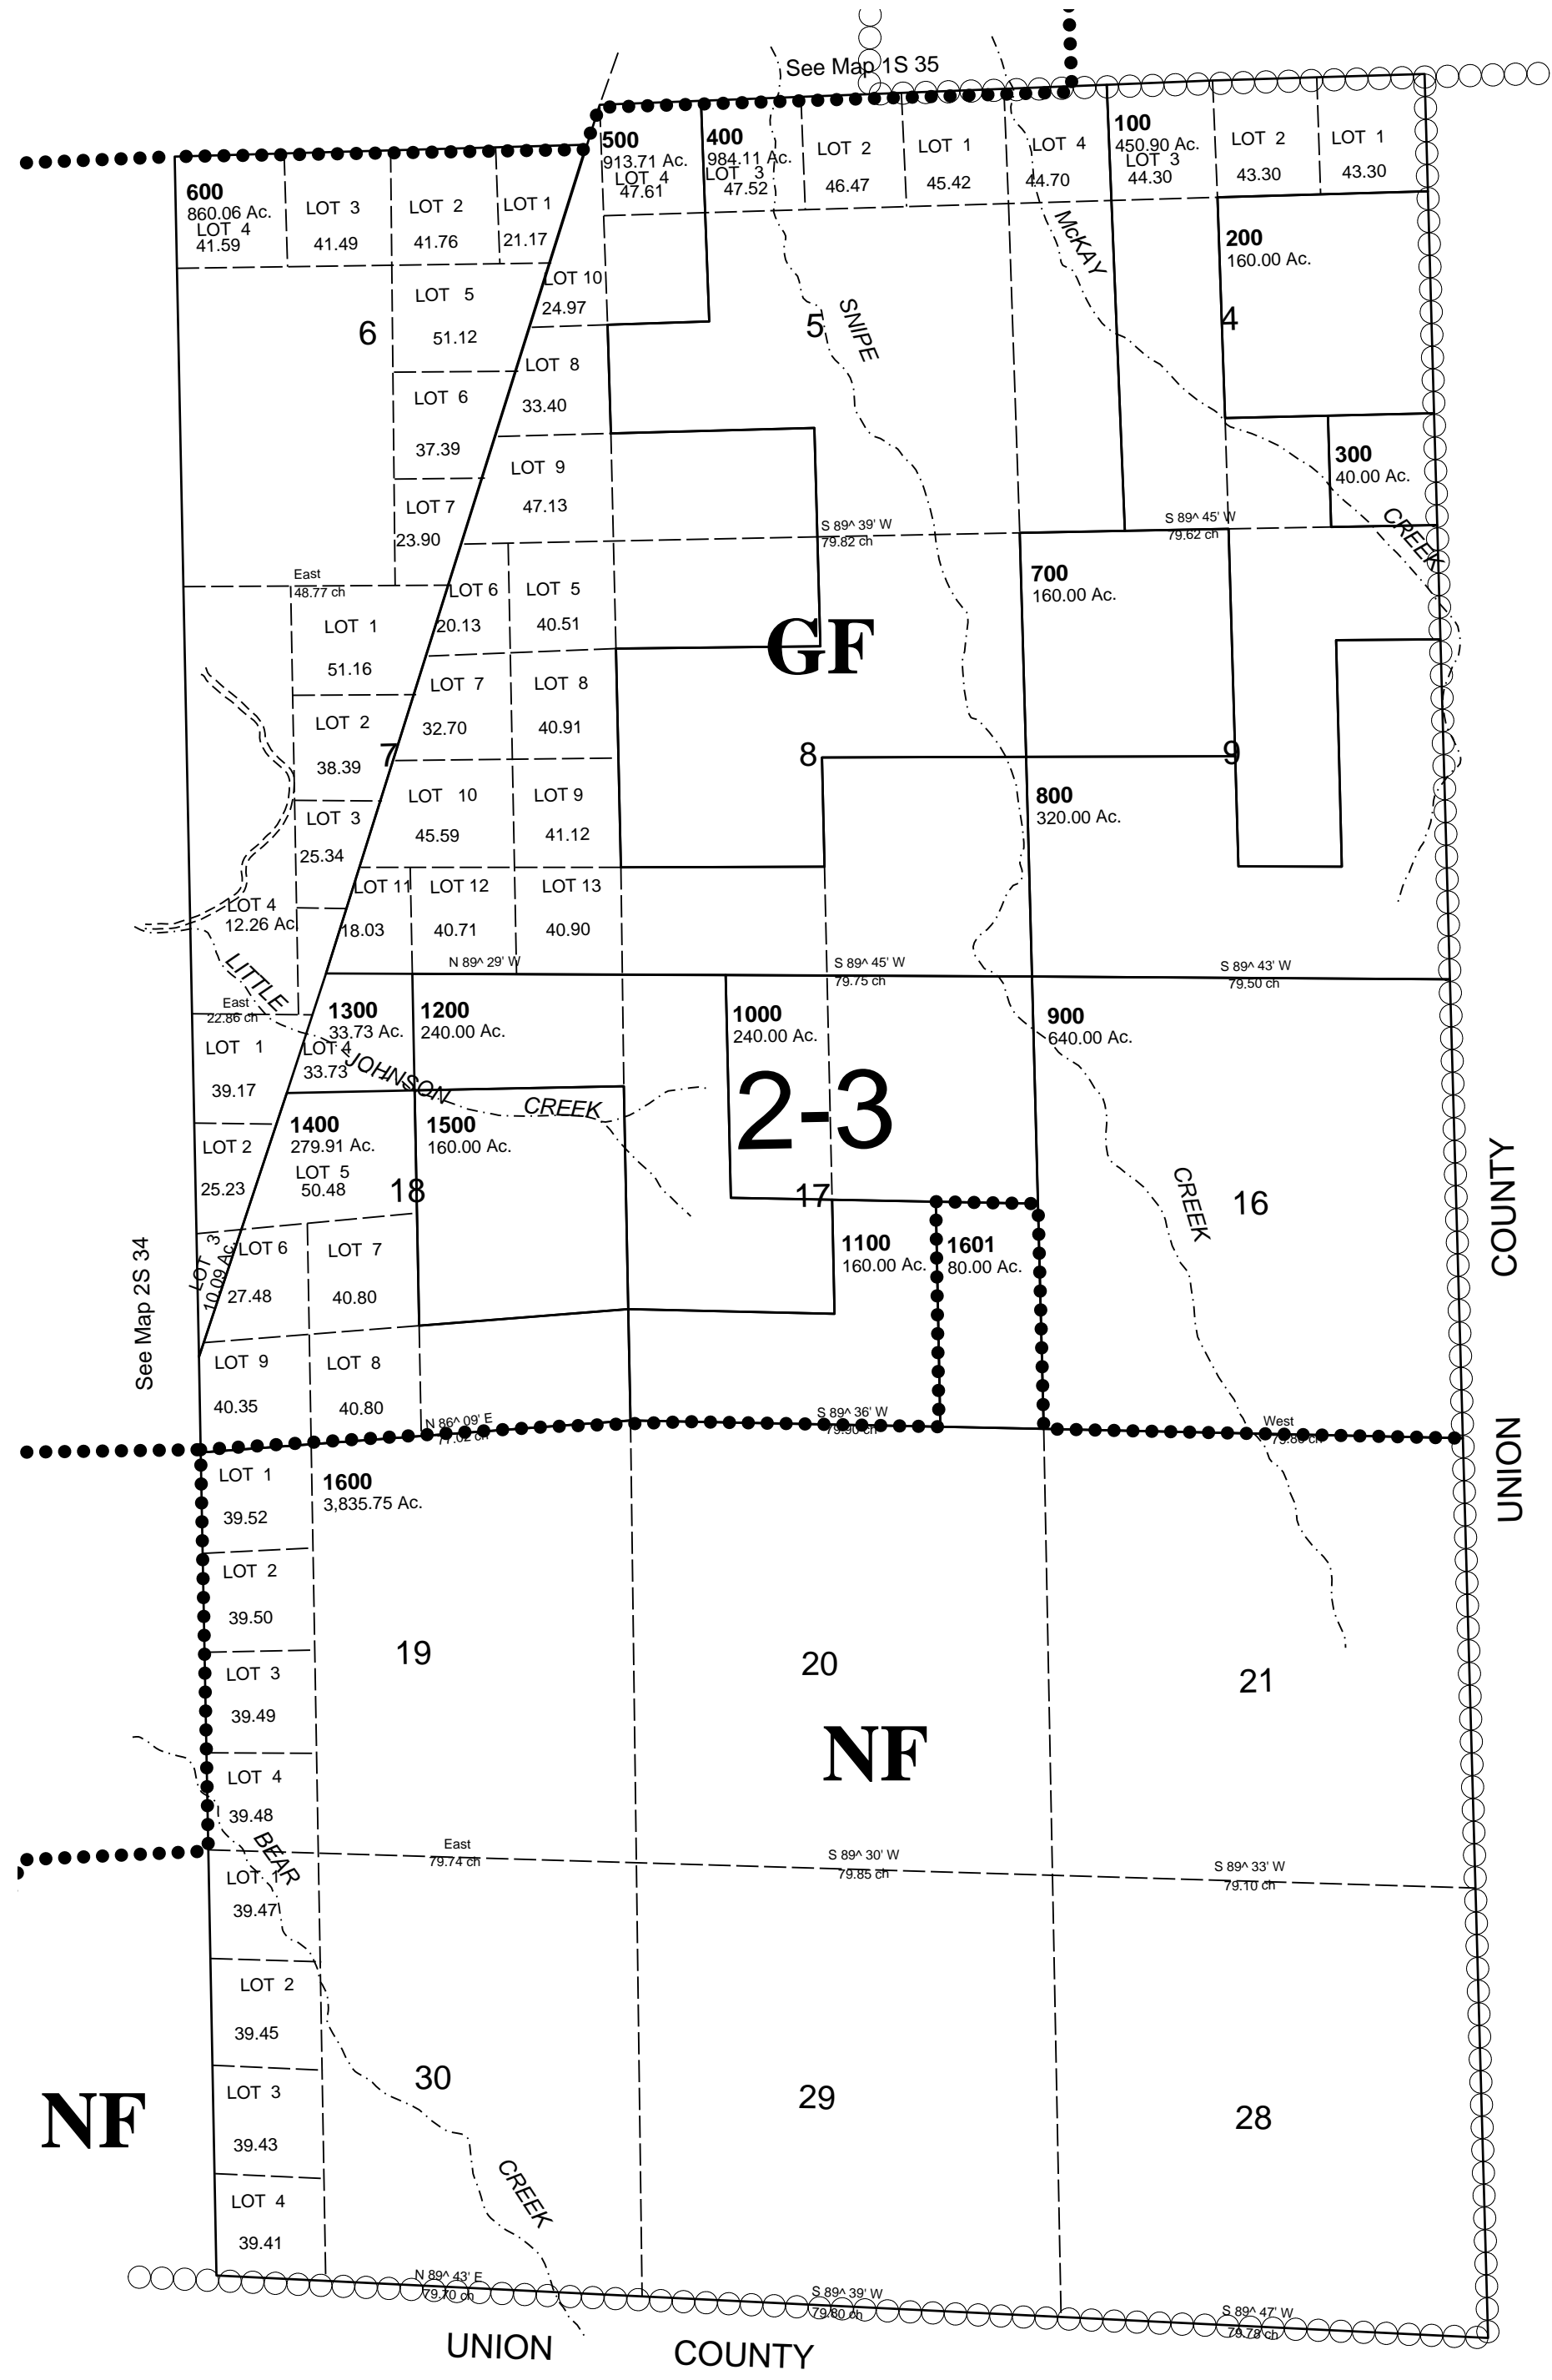 See Map 1S 35
500
913.71 Ac.
LOT 4
47.61
400
984.11 Ac.
LOT 3
47.52
LOT 2
46.47
LOT 1
45.42
LOT 4
44.70
100
450.90 Ac.
LOT 3
44.30
LOT 2
43.30
LOT 1
43.30
600
860.06 Ac.
LOT 4
41.59
LOT 3
41.49
LOT 2
41.76
LOT 1
21.17
McKAY
200
160.00 Ac.
LOT 10
24.97
LOT 5
51.12
6
5
SNIPE
4
LOT 8
33.40
LOT 6
37.39
300
40.00 Ac.
LOT 9
47.13
LOT 7
23.90
S 89^ 39' W
79.82 ch
S 89^ 45' W
79.62 ch
CREEK
East
48.77 ch
LOT 6
20.13
LOT 5
40.51
700
160.00 Ac.
LOT 1
51.16
GF
LOT 7
32.70
LOT 8
40.91
LOT 2
38.39
7
8
9
LOT 10
45.59
LOT 9
41.12
800
320.00 Ac.
LOT 3
25.34
LOT 4
12.26 Ac
LOT 11
18.03
LOT 12
40.71
LOT 13
40.90
N 89^ 29' W
S 89^ 45' W
79.75 ch
S 89^ 43' W
79.50 ch
LITTLE
East
22.86 ch
1300
33.73 Ac.
LOT 4
33.73
1200
240.00 Ac.
1000
240.00 Ac.
900
640.00 Ac.
LOT 1
39.17
JOHNSON
CREEK
2-3
1400
279.91 Ac.
LOT 5
50.48
1500
160.00 Ac.
LOT 2
25.23
18
17
CREEK
16
COUNTY
LOT 3
10.09 Ac.
LOT 6
27.48
LOT 7
40.80
1100
160.00 Ac.
1601
80.00 Ac.
See Map 2S 34
LOT 9
40.35
LOT 8
40.80
N 86^ 09' E
77.02 ch
S 89^ 36' W
79.90 ch
West
79.80 ch
UNION
LOT 1
39.52
1600
3,835.75 Ac.
LOT 2
39.50
19
20
21
LOT 3
39.49
NF
LOT 4
39.48
BEAR
East
79.74 ch
S 89^ 30' W
79.85 ch
S 89^ 33' W
79.10 ch
LOT 1
39.47
LOT 2
39.45
30
29
28
LOT 3
39.43
NF
CREEK
LOT 4
39.41
N 89^ 43' E
79.70 ch
S 89^ 39' W
79.80 ch
S 89^ 47' W
79.78 ch
UNION COUNTY